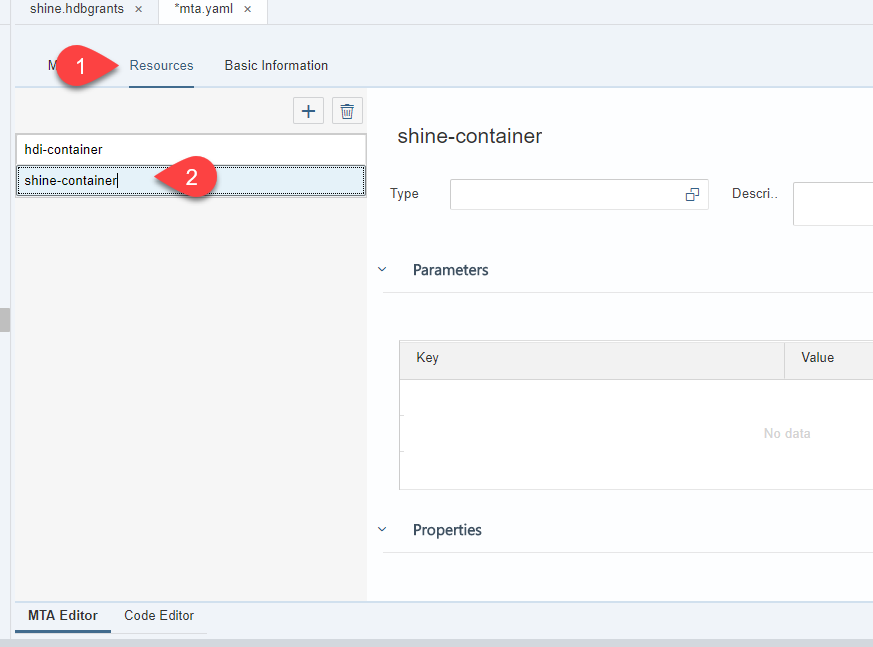 shine.hdbgrants × *mta.yaml ×
1 Resources Basic Information
hdi-container
shine-container
2
shine-container
Type Descri..
Parameters
Key Value
No data
Properties
MTA Editor Code Editor